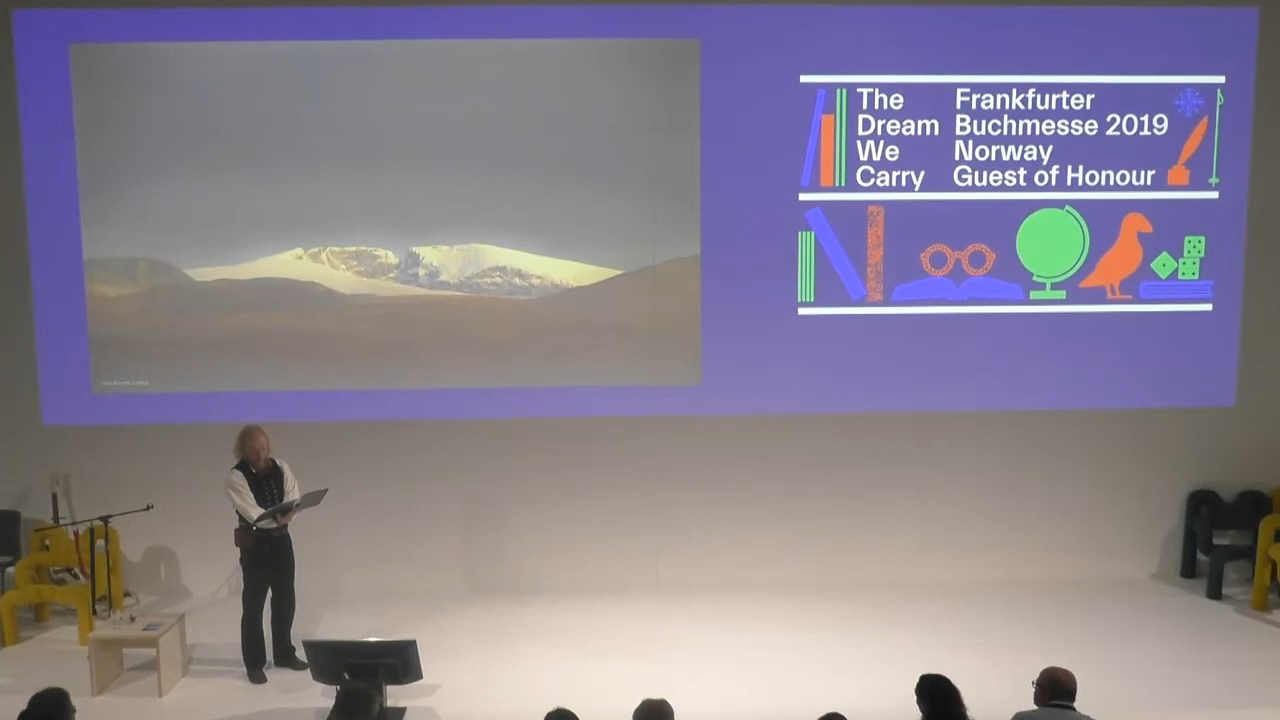 The
Dream
We
Carry
Frankfurter
Buchmesse 2019
Norway
Guest of Honour